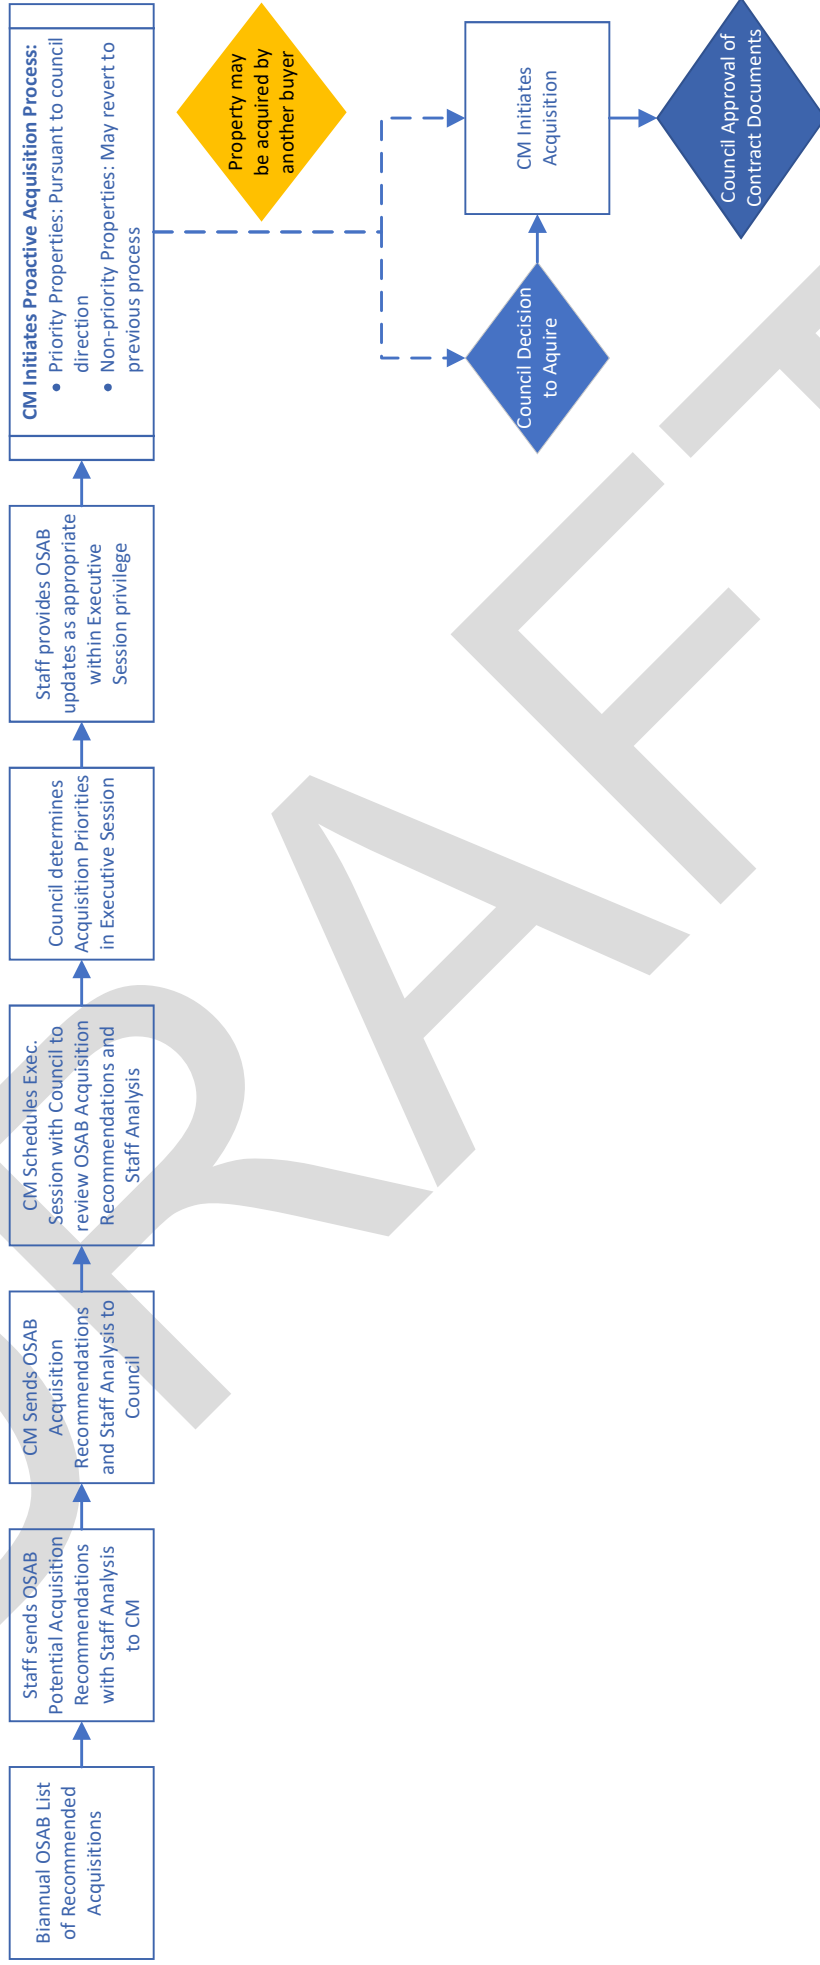 Biannual OSAB List
of Recommended
Acquisitions
Staff sends OSAB
Potential Acquisition
Recommendations
with Staff Analysis
to CM
CM Sends OSAB
Acquisition
Recommendations
and Staff Analysis to
Council
CM Schedules Exec.
Session with Council to
review OSAB Acquisition
Recommendations and
Staff Analysis
Council determines
Acquisition Priorities
in Executive Session
Staff provides OSAB
updates as appropriate
within Executive
Session privilege
CM Initiates Proactive Acquisition Process:
• Priority Properties: Pursuant to council
direction
• Non-priority Properties: May revert to
previous process
Property may
be acquired by
another buyer
Council Decision
to Aquire
CM Initiates
Acquisition
Council Approval of
Contract Documents
DRAFT